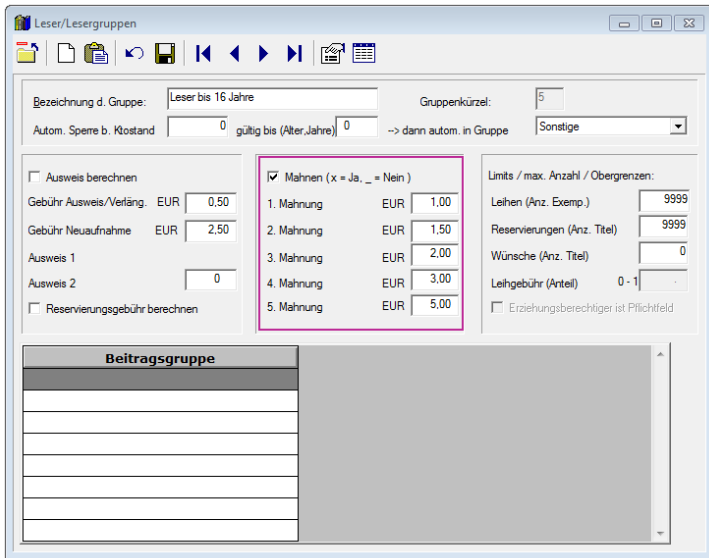 Leser/Lesergruppen
Bezeichnung d. Gruppe: Leser bis 16 Jahre Gruppenkürzel: 5
Autom. Sperre b. Ktostand 0 gültig bis (Alter,Jahre) 0 --> dann autom. in Gruppe Sonstige
Ausweis berechnen
Gebühr Ausweis/Verläng. EUR 0,50
Gebühr Neuaufnahme EUR 2,50
Ausweis 1
Ausweis 2 0
Reservierungsgebühr berechnen
Mahnen ( x = Ja, _ = Nein )
1. Mahnung EUR 1,00
2. Mahnung EUR 1,50
3. Mahnung EUR 2,00
4. Mahnung EUR 3,00
5. Mahnung EUR 5,00
Limits / max. Anzahl / Obergrenzen:
Leihen (Anz. Exemp.) 9999
Reservierungen (Anz. Titel) 9999
Wünsche (Anz. Titel) 0
Leihgebühr (Anteil) 0 - 1 .
Erziehungsberechtiger ist Pflichtfeld
Beitragsgruppe